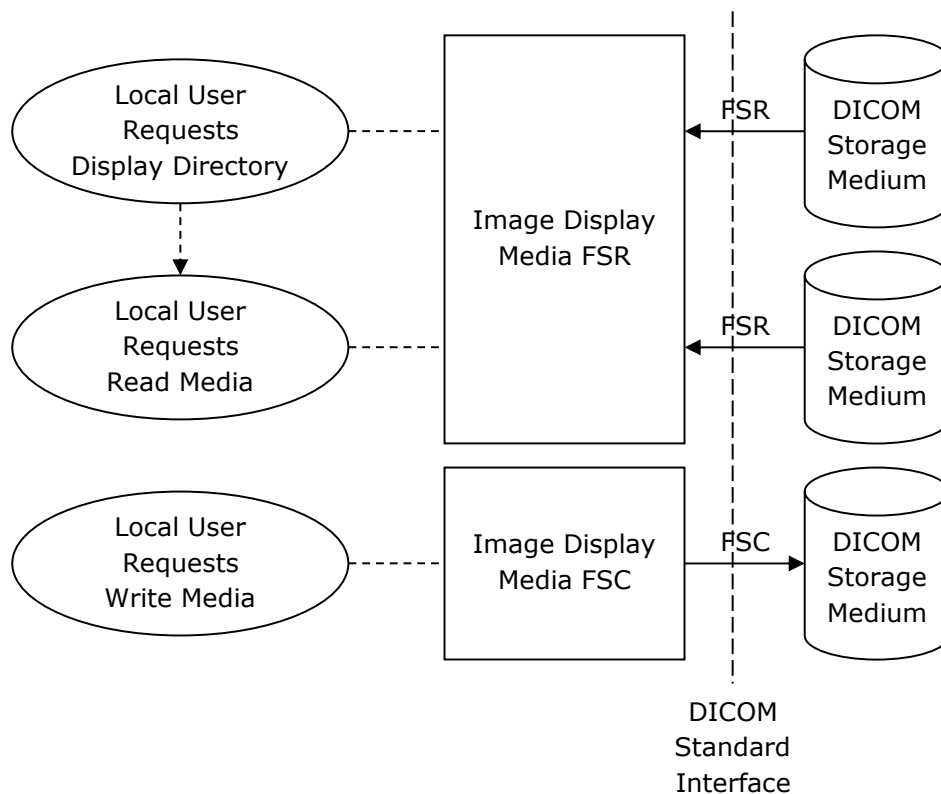 Local User
Requests
Display Directory
Image Display
Media FSR
FSR
DICOM
Storage
Medium
Local User
Requests
Read Media
FSR
DICOM
Storage
Medium
Local User
Requests
Write Media
Image Display
Media FSC
FSC
DICOM
Storage
Medium
DICOM
Standard
Interface